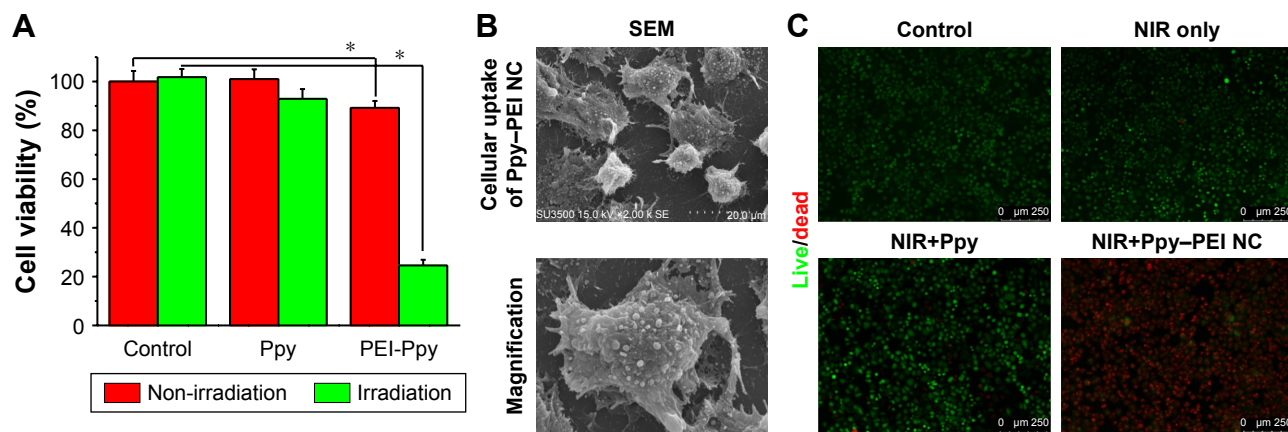 A
Cell viability (%)
100
80
60
40
20
0
*
*
Control
Ppy
PEI-Ppy
Non-irradiation
Irradiation
B
SEM
Cellular uptake
of Ppy–PEI NC
SU3500 15.0 kV ×2.00 k SE
20.0 µm
Magnification
C
Live/dead
Control
NIR only
0 µm 250
0 µm 250
NIR+Ppy
NIR+Ppy–PEI NC
0 µm 250
0 µm 250